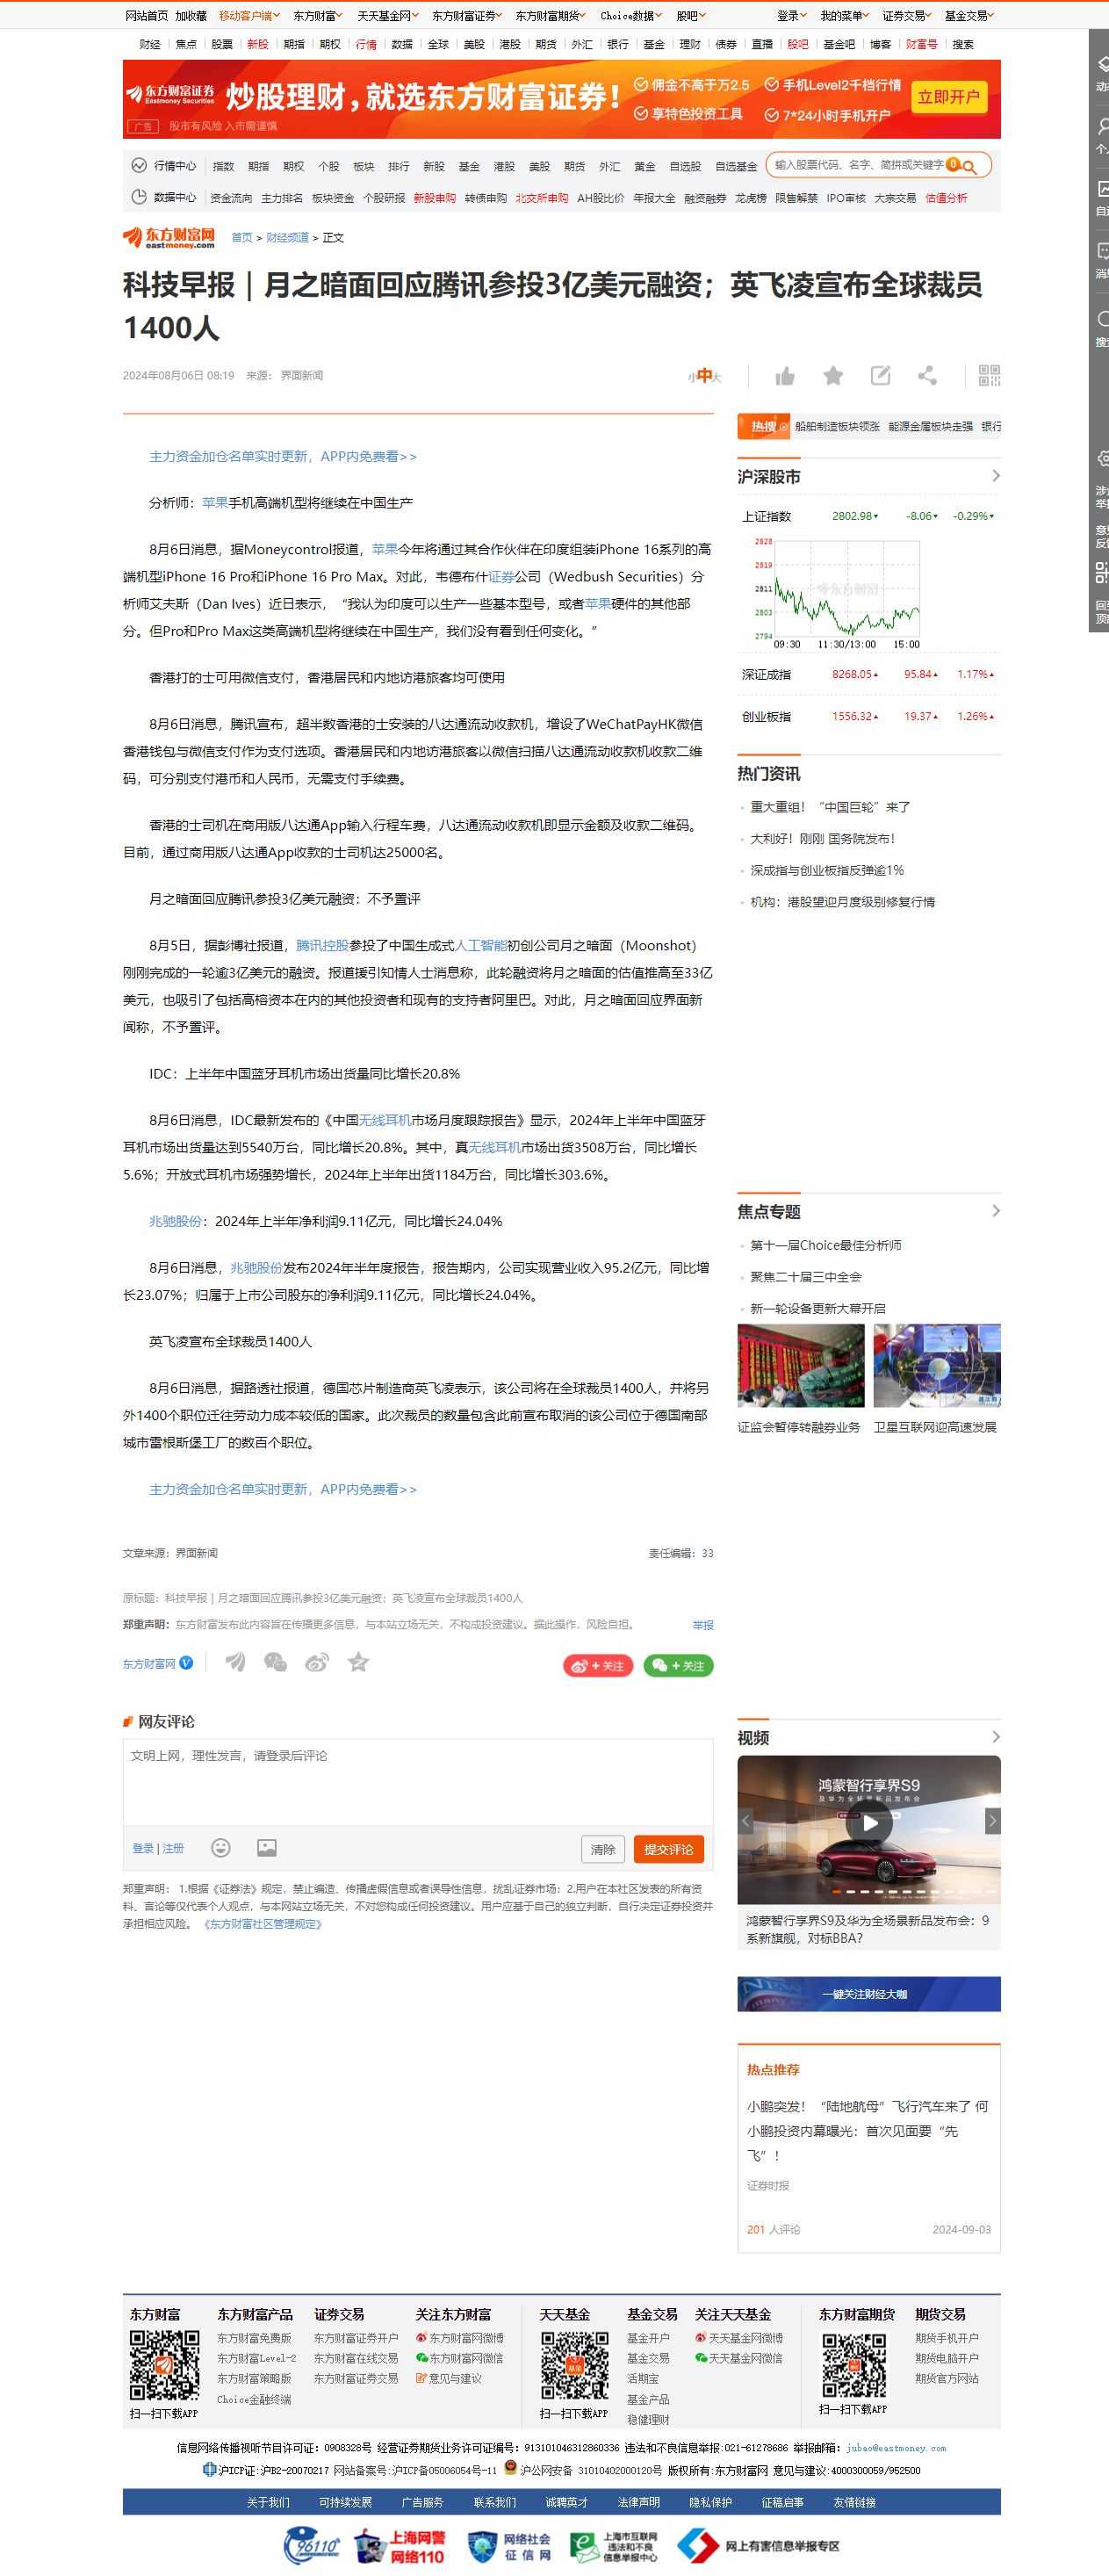 网站首页 加收藏 移动客户端 东方财富 天天基金网 东方财富证券 东方财富期货 Choice数据 股吧 登录 我的菜单 证券交易 基金交易
财经 焦点 股票 新股 期指 期权 行情 数据 全球 美股 港股 期货 外汇 银行 基金 理财 债券 直播 股吧 基金吧 博客 财富号 搜索
东方财富证券 Eastmoney Securities
炒股理财，就选东方财富证券！
佣金不高于万2.5 手机Level2千档行情
享特色投资工具 7*24小时手机开户
立即开户
广告 股市有风险 入市需谨慎
行情中心 指数 期指 期权 个股 板块 排行 新股 基金 港股 美股 期货 外汇 黄金 自选股 自选基金 输入股票代码、名字、简拼或关键字 0
数据中心 资金流向 主力排名 板块资金 个股研报 新股申购 转债申购 北交所申购 AH股比价 年报大全 融资融券 龙虎榜 限售解禁 IPO审核 大宗交易 估值分析
东方财富网 eastmoney.com 首页 > 财经频道 > 正文
科技早报｜月之暗面回应腾讯参投3亿美元融资；英飞凌宣布全球裁员
1400人
2024年08月06日 08:19 来源： 界面新闻 小 中 大
主力资金加仓名单实时更新，APP内免费看>>
分析师：苹果手机高端机型将继续在中国生产
8月6日消息，据Moneycontrol报道，苹果今年将通过其合作伙伴在印度组装iPhone 16系列的高
端机型iPhone 16 Pro和iPhone 16 Pro Max。对此，韦德布什证券公司（Wedbush Securities）分
析师艾夫斯（Dan Ives）近日表示，“我认为印度可以生产一些基本型号，或者苹果硬件的其他部
分。但Pro和Pro Max这类高端机型将继续在中国生产，我们没有看到任何变化。”
香港打的士可用微信支付，香港居民和内地访港旅客均可使用
8月6日消息，腾讯宣布，超半数香港的士安装的八达通流动收款机，增设了WeChatPayHK微信
香港钱包与微信支付作为支付选项。香港居民和内地访港旅客以微信扫描八达通流动收款机收款二维
码，可分别支付港币和人民币，无需支付手续费。
香港的士司机在商用版八达通App输入行程车费，八达通流动收款机即显示金额及收款二维码。
目前，通过商用版八达通App收款的士司机达25000名。
月之暗面回应腾讯参投3亿美元融资：不予置评
8月5日，据彭博社报道，腾讯控股参投了中国生成式人工智能初创公司月之暗面（Moonshot）
刚刚完成的一轮逾3亿美元的融资。报道援引知情人士消息称，此轮融资将月之暗面的估值推高至33亿
美元，也吸引了包括高榕资本在内的其他投资者和现有的支持者阿里巴。对此，月之暗面回应界面新
闻称，不予置评。
IDC：上半年中国蓝牙耳机市场出货量同比增长20.8%
8月6日消息，IDC最新发布的《中国无线耳机市场月度跟踪报告》显示，2024年上半年中国蓝牙
耳机市场出货量达到5540万台，同比增长20.8%。其中，真无线耳机市场出货3508万台，同比增长
5.6%；开放式耳机市场强势增长，2024年上半年出货1184万台，同比增长303.6%。
兆驰股份：2024年上半年净利润9.11亿元，同比增长24.04%
8月6日消息，兆驰股份发布2024年半年度报告，报告期内，公司实现营业收入95.2亿元，同比增
长23.07%；归属于上市公司股东的净利润9.11亿元，同比增长24.04%。
英飞凌宣布全球裁员1400人
8月6日消息，据路透社报道，德国芯片制造商英飞凌表示，该公司将在全球裁员1400人，并将另
外1400个职位迁往劳动力成本较低的国家。此次裁员的数量包含此前宣布取消的该公司位于德国南部
城市雷根斯堡工厂的数百个职位。
主力资金加仓名单实时更新，APP内免费看>>
文章来源：界面新闻 责任编辑：33
原标题：科技早报｜月之暗面回应腾讯参投3亿美元融资；英飞凌宣布全球裁员1400人
郑重声明：东方财富发布此内容旨在传播更多信息，与本站立场无关，不构成投资建议。据此操作，风险自担。 举报
东方财富网 + 关注 + 关注
网友评论
文明上网，理性发言，请登录后评论
登录 | 注册 清除 提交评论
郑重声明： 1.根据《证券法》规定，禁止编造、传播虚假信息或者误导性信息，扰乱证券市场；2.用户在本社区发表的所有资
料、言论等仅代表个人观点，与本网站立场无关，不对您构成任何投资建议。用户应基于自己的独立判断，自行决定证券投资并
承担相应风险。《东方财富社区管理规定》
热搜 船舶制造板块领涨 能源金属板块走强 银行
沪深股市
上证指数 2802.98 -8.06 -0.29%
2828
2819
2811
2803
2794
东方财富
09:30 11:30/13:00 15:00
深证成指 8268.05 95.84 1.17%
创业板指 1556.32 19.37 1.26%
热门资讯
重大重组！“中国巨轮”来了
大利好！刚刚 国务院发布！
深成指与创业板指反弹逾1%
机构：港股望迎月度级别修复行情
焦点专题
第十一届Choice最佳分析师
聚焦二十届三中全会
新一轮设备更新大幕开启
证监会暂停转融券业务 卫星互联网迎高速发展
视频
鸿蒙智行享界S9
及华为全场景新品发布会
鸿蒙智行享界S9及华为全场景新品发布会：9
系新旗舰，对标BBA？
一键关注财经大咖
热点推荐
小鹏突发！“陆地航母”飞行汽车来了 何
小鹏投资内幕曝光：首次见面要“先
飞”！
证券时报
201 人评论 2024-09-03
东方财富 东方财富产品 证券交易 关注东方财富 天天基金 基金交易 关注天天基金 东方财富期货 期货交易
东方财富免费版 东方财富证券开户 东方财富网微博 基金开户 天天基金网微博 期货手机开户
东方财富Level-2 东方财富在线交易 东方财富网微信 基金交易 天天基金网微信 期货电脑开户
东方财富策略版 东方财富证券交易 意见与建议 活期宝 期货官方网站
Choice金融终端 基金产品
扫一扫下载APP 扫一扫下载APP 稳健理财 扫一扫下载APP
信息网络传播视听节目许可证：0908328号 经营证券期货业务许可证编号：913101046312860336 违法和不良信息举报:021-61278686 举报邮箱：jubao@eastmoney.com
沪ICP证:沪B2-20070217 网站备案号:沪ICP备05006054号-11 沪公网安备 31010402000120号 版权所有:东方财富网 意见与建议:4000300059/952500
关于我们 可持续发展 广告服务 联系我们 诚聘英才 法律声明 隐私保护 征稿启事 友情链接
96110 上海网警 网络110 网络社会 征信网 上海市互联网 违法和不良 信息举报中心 网上有害信息举报专区